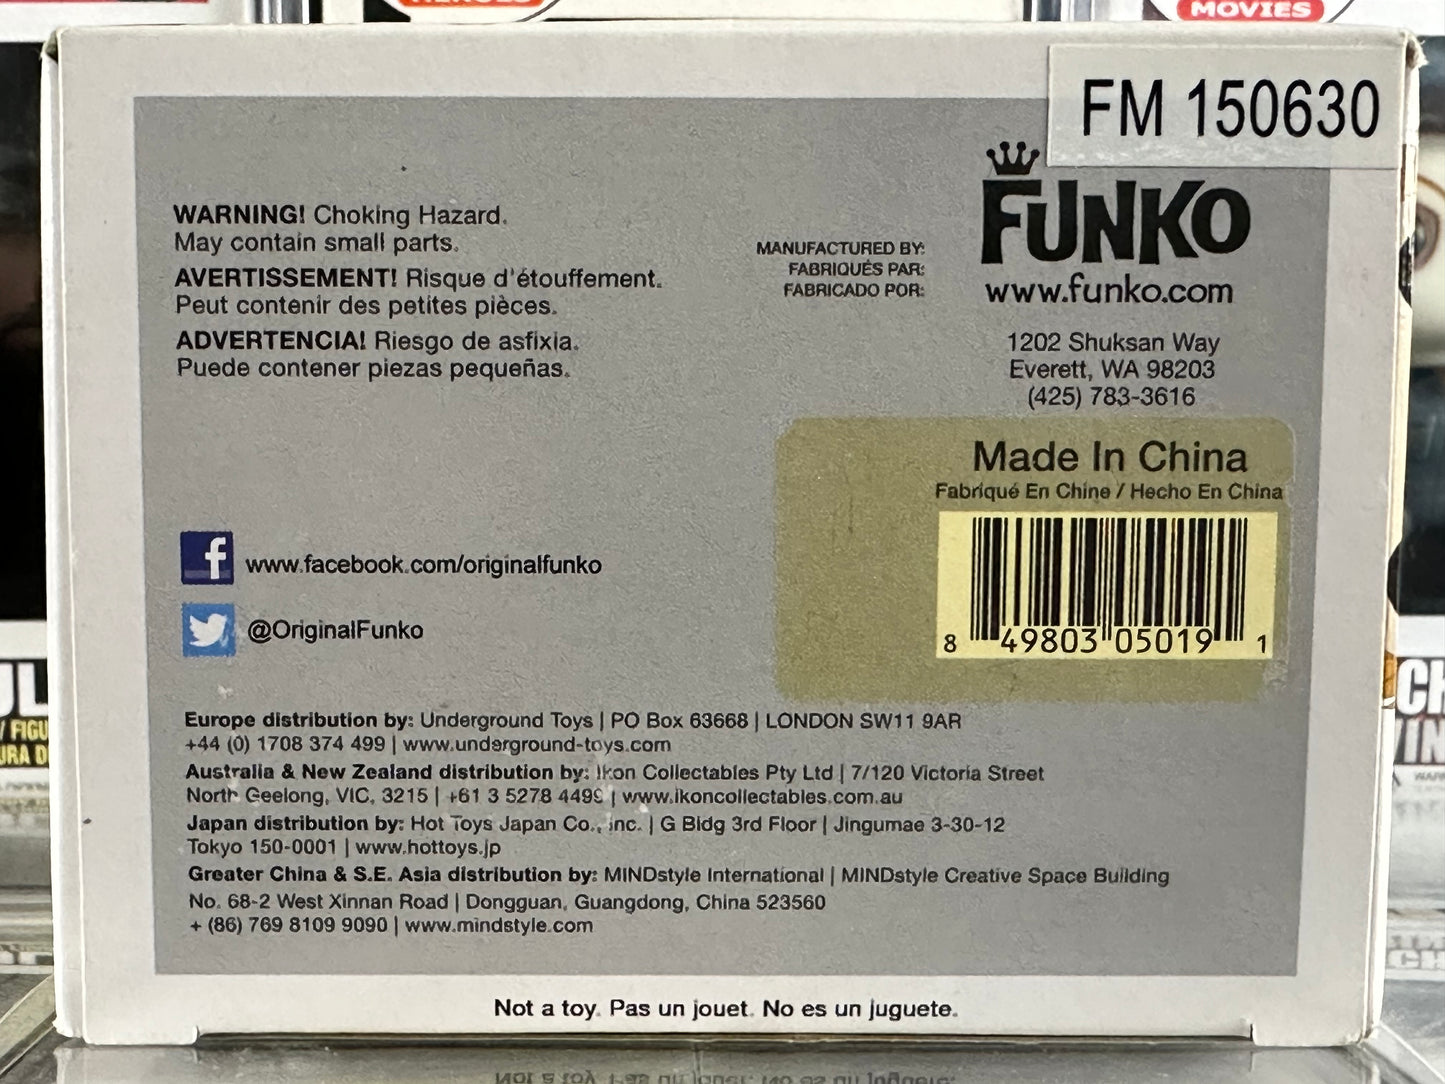 HEROES
MOVIES
FM 150630
WARNING! Choking Hazard.
May contain small parts.
AVERTISSEMENT! Risque d'étouffement.
Peut contenir des petites pièces.
ADVERTENCIA! Riesgo de asfixia.
Puede contener piezas pequeñas.
MANUFACTURED BY:
FABRIQUÉS PAR:
FABRICADO POR:
FUNKO
www.funko.com
1202 Shuksan Way
Everett, WA 98203
(425) 783-3616
Made In China
Fabriqué En Chine / Hecho En China
8 49803 05019 1
f www.facebook.com/originalfunko
@OriginalFunko
Europe distribution by: Underground Toys | PO Box 63668 | LONDON SW11 9AR
+44 (0) 1708 374 499 | www.underground-toys.com
Australia & New Zealand distribution by: Ikon Collectables Pty Ltd | 7/120 Victoria Street
North Geelong, VIC, 3215 | +61 3 5278 4499 | www.ikoncollectables.com.au
Japan distribution by: Hot Toys Japan Co., Inc. | G Bldg 3rd Floor | Jingumae 3-30-12
Tokyo 150-0001 | www.hottoys.jp
Greater China & S.E. Asia distribution by: MINDstyle International | MINDstyle Creative Space Building
No. 68-2 West Xinnan Road | Dongguan, Guangdong, China 523560
+ (86) 769 8109 9090 | www.mindstyle.com
Not a toy. Pas un jouet. No es un juguete.